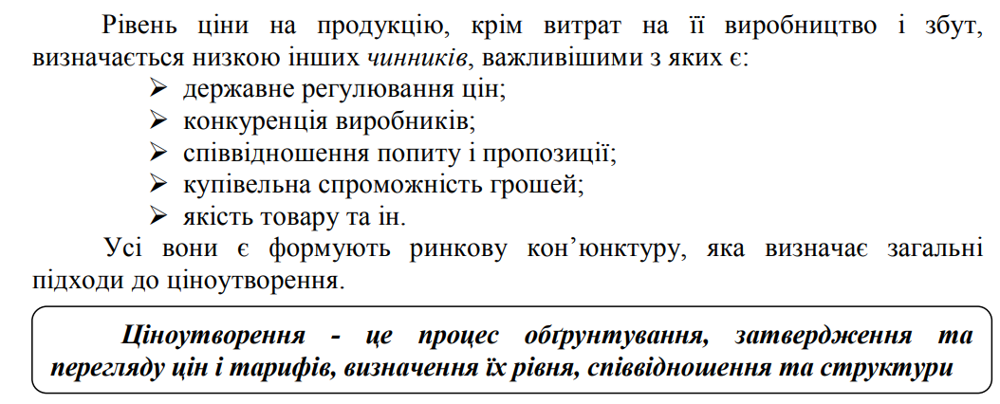 Рівень ціни на продукцію, крім витрат на її виробництво і збут,
визначається низкою інших чинників, важливішими з яких є:
➢ державне регулювання цін;
➢ конкуренція виробників;
➢ співвідношення попиту і пропозиції;
➢ купівельна спроможність грошей;
➢ якість товару та ін.
Усі вони є формують ринкову кон’юнктуру, яка визначає загальні
підходи до ціноутворення.
Ціноутворення - це процес обґрунтування, затвердження та
перегляду цін і тарифів, визначення їх рівня, співвідношення та структури